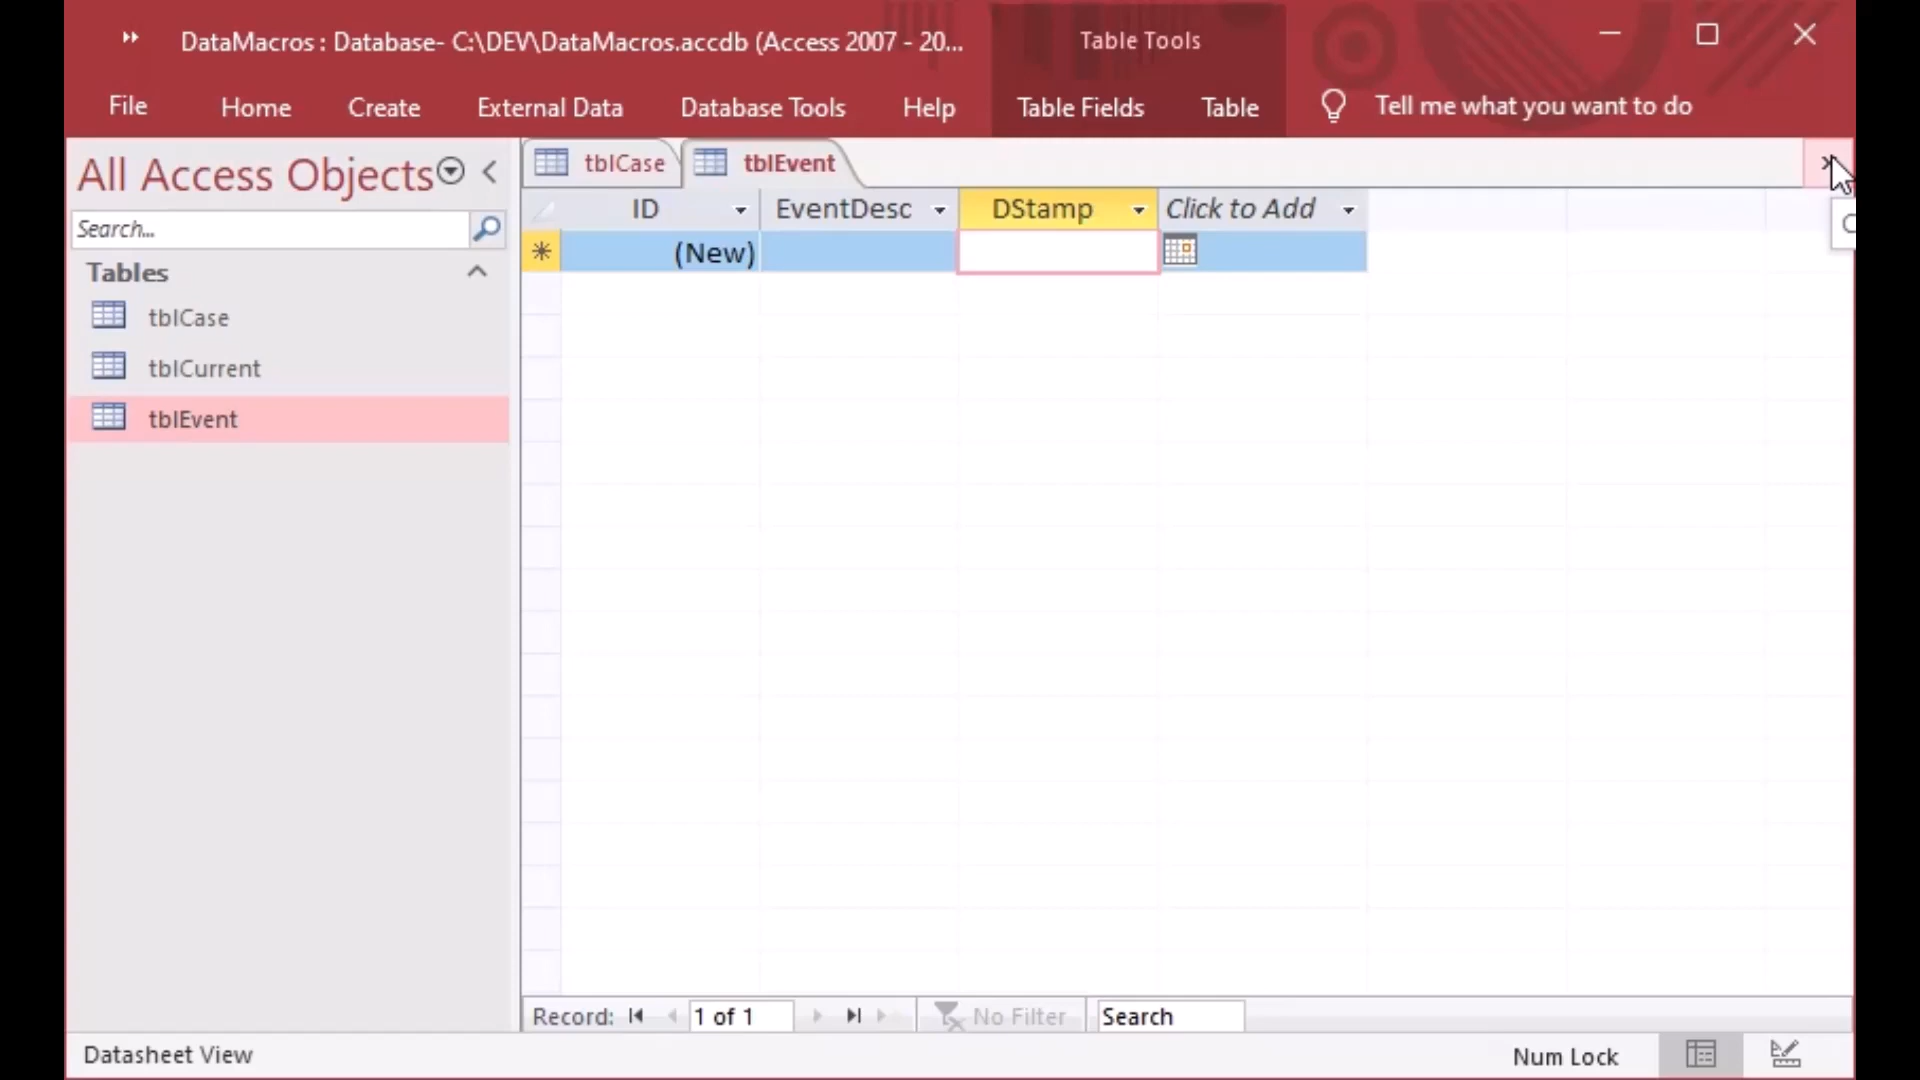 DataMacros : Database- C:\DEV\DataMacros.accdb (Access 2007 - 20...
Table Tools
File
Home
Create
External Data
Database Tools
Help
Table Fields
Table
Tell me what you want to do
All Access Objects
Search...
Tables
tblCase
tblCurrent
tblEvent
tblCase
tblEvent
ID
EventDesc
DStamp
Click to Add
(New)
Record:
1 of 1
No Filter
Search
Datasheet View
Num Lock